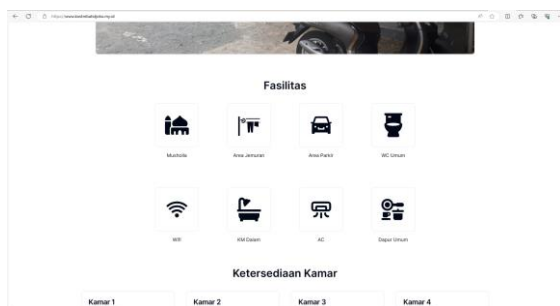 Fasilitas
Musholla
Area Jemuran
Area Parkir
WC Umum
Wifi
KM Dalam
AC
Dapur Umum
Ketersediaan Kamar
Kamar 1
Kamar 2
Kamar 3
Kamar 4